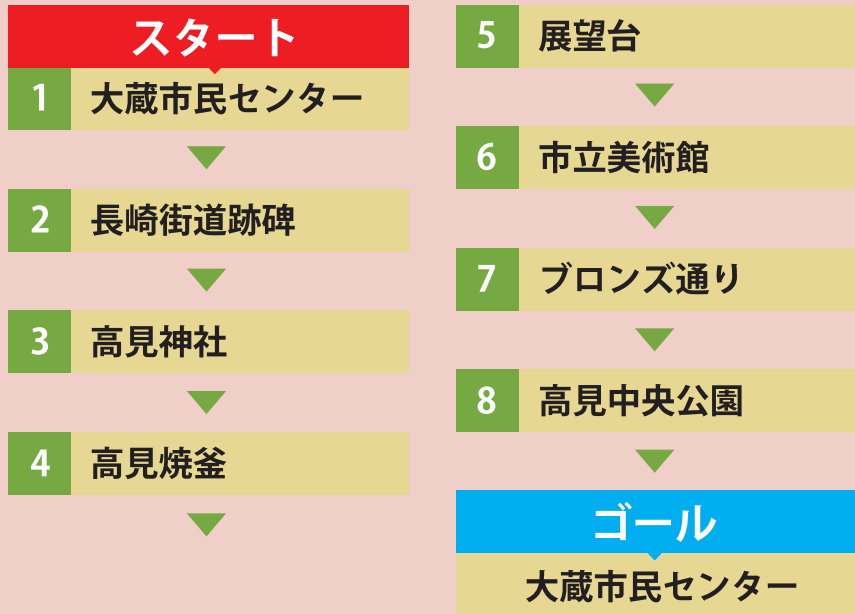 スタート
1 大蔵市民センター
2 長崎街道跡碑
3 高見神社
4 高見焼釜
5 展望台
6 市立美術館
7 ブロンズ通り
8 高見中央公園
ゴール
大蔵市民センター